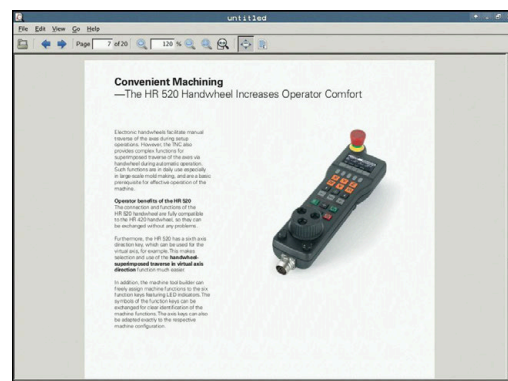 untitled
File Edit View Go Help
Page 7 of 20 120 %
Convenient Machining
—The HR 520 Handwheel Increases Operator Comfort
Electronic handwheels facilitate manual
traverse of the axes during setup
operations. However, the TNC also
provides complex functions for
superimposed traverse of the axes via
handwheel during automatic operation.
Such functions are in daily use especially
in large-scale mold making, and are a basic
prerequisite for effective operation of the
machine.
Operator benefits of the HR 520
The connection and functions of the
HR 520 handwheel are fully compatible
to the HR 420 handwheel, so they can
be exchanged without any problems.
Furthermore, the HR 520 has a sixth axis
direction key, which can be used for the
virtual axis, for example. This makes
selection and use of the handwheel-
superimposed traverse in virtual axis
direction function much easier.
In addition, the machine tool builder can
freely assign machine functions to the six
function keys featuring LED indicators. The
symbols of the function keys can be
exchanged for clear identification of the
machine functions. The axis keys can also
be adapted exactly to the respective
machine configuration.